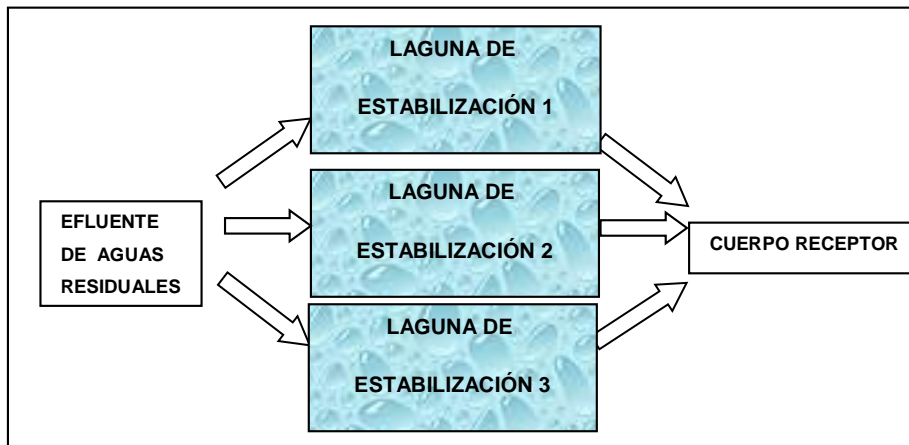 LAGUNA DE
ESTABILIZACIÓN 1
LAGUNA DE
ESTABILIZACIÓN 2
LAGUNA DE
ESTABILIZACIÓN 3
EFLUENTE
DE AGUAS
RESIDUALES
CUERPO RECEPTOR